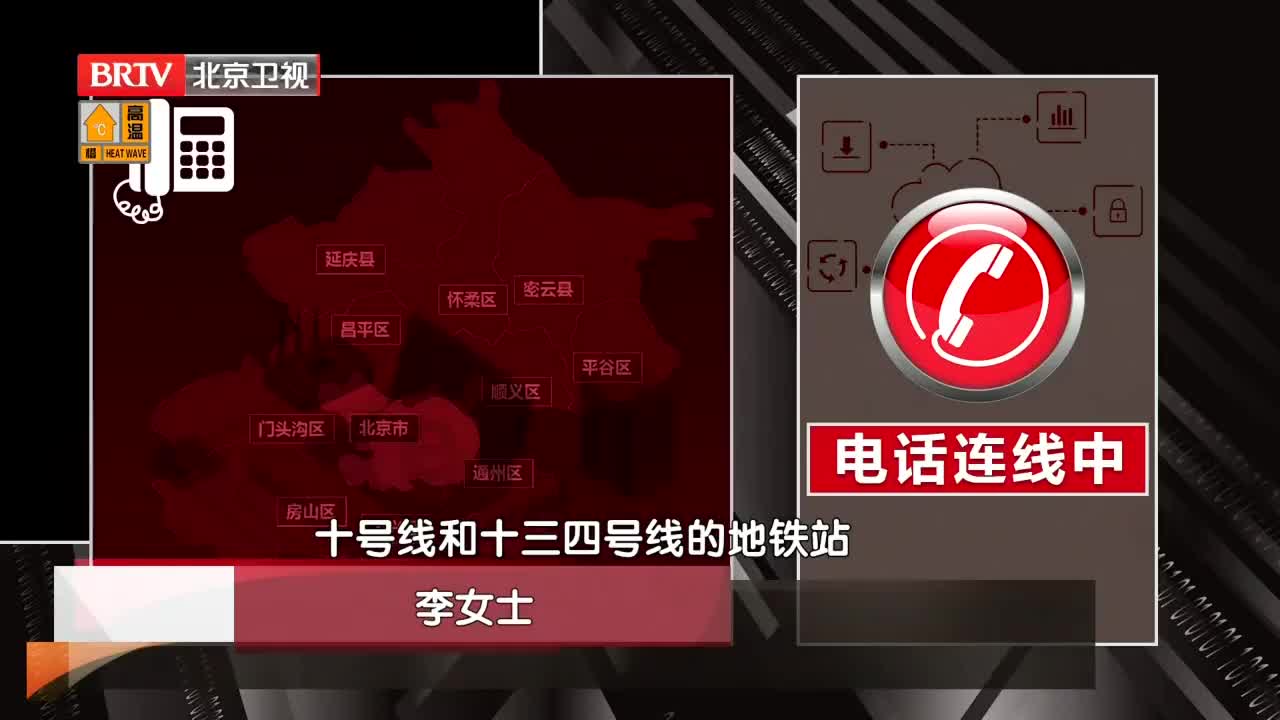 BRTV 北京卫视
℃ 高温
橙 HEAT WAVE
延庆县
怀柔区
密云县
昌平区
平谷区
顺义区
门头沟区
北京市
通州区
房山区
电话连线中
十号线和十三四号线的地铁站
李女士